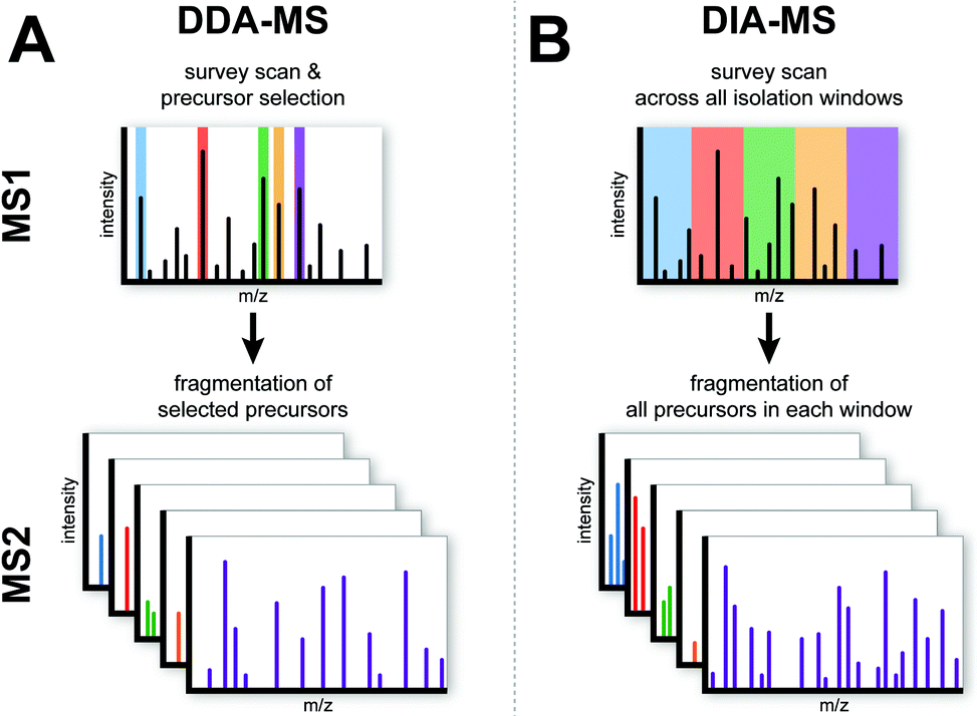 A
DDA-MS
survey scan &
precursor selection
MS1
intensity
m/z
fragmentation of
selected precursors
MS2
intensity
m/z
B
DIA-MS
survey scan
across all isolation windows
intensity
m/z
fragmentation of
all precursors in each window
intensity
m/z